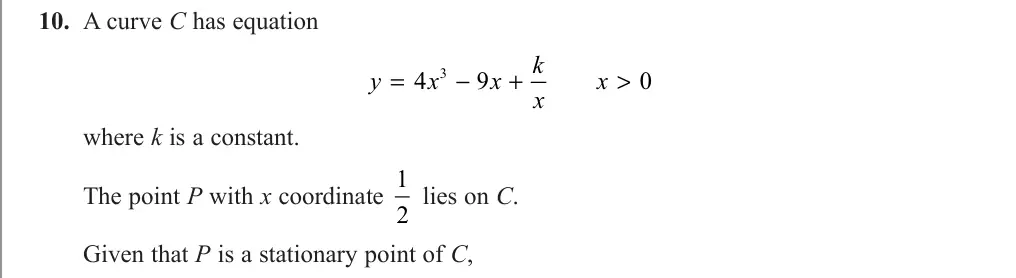 10. A curve C has equation
y = 4x³ − 9x + k/x    x > 0
where k is a constant.
The point P with x coordinate 1/2 lies on C.
Given that P is a stationary point of C,